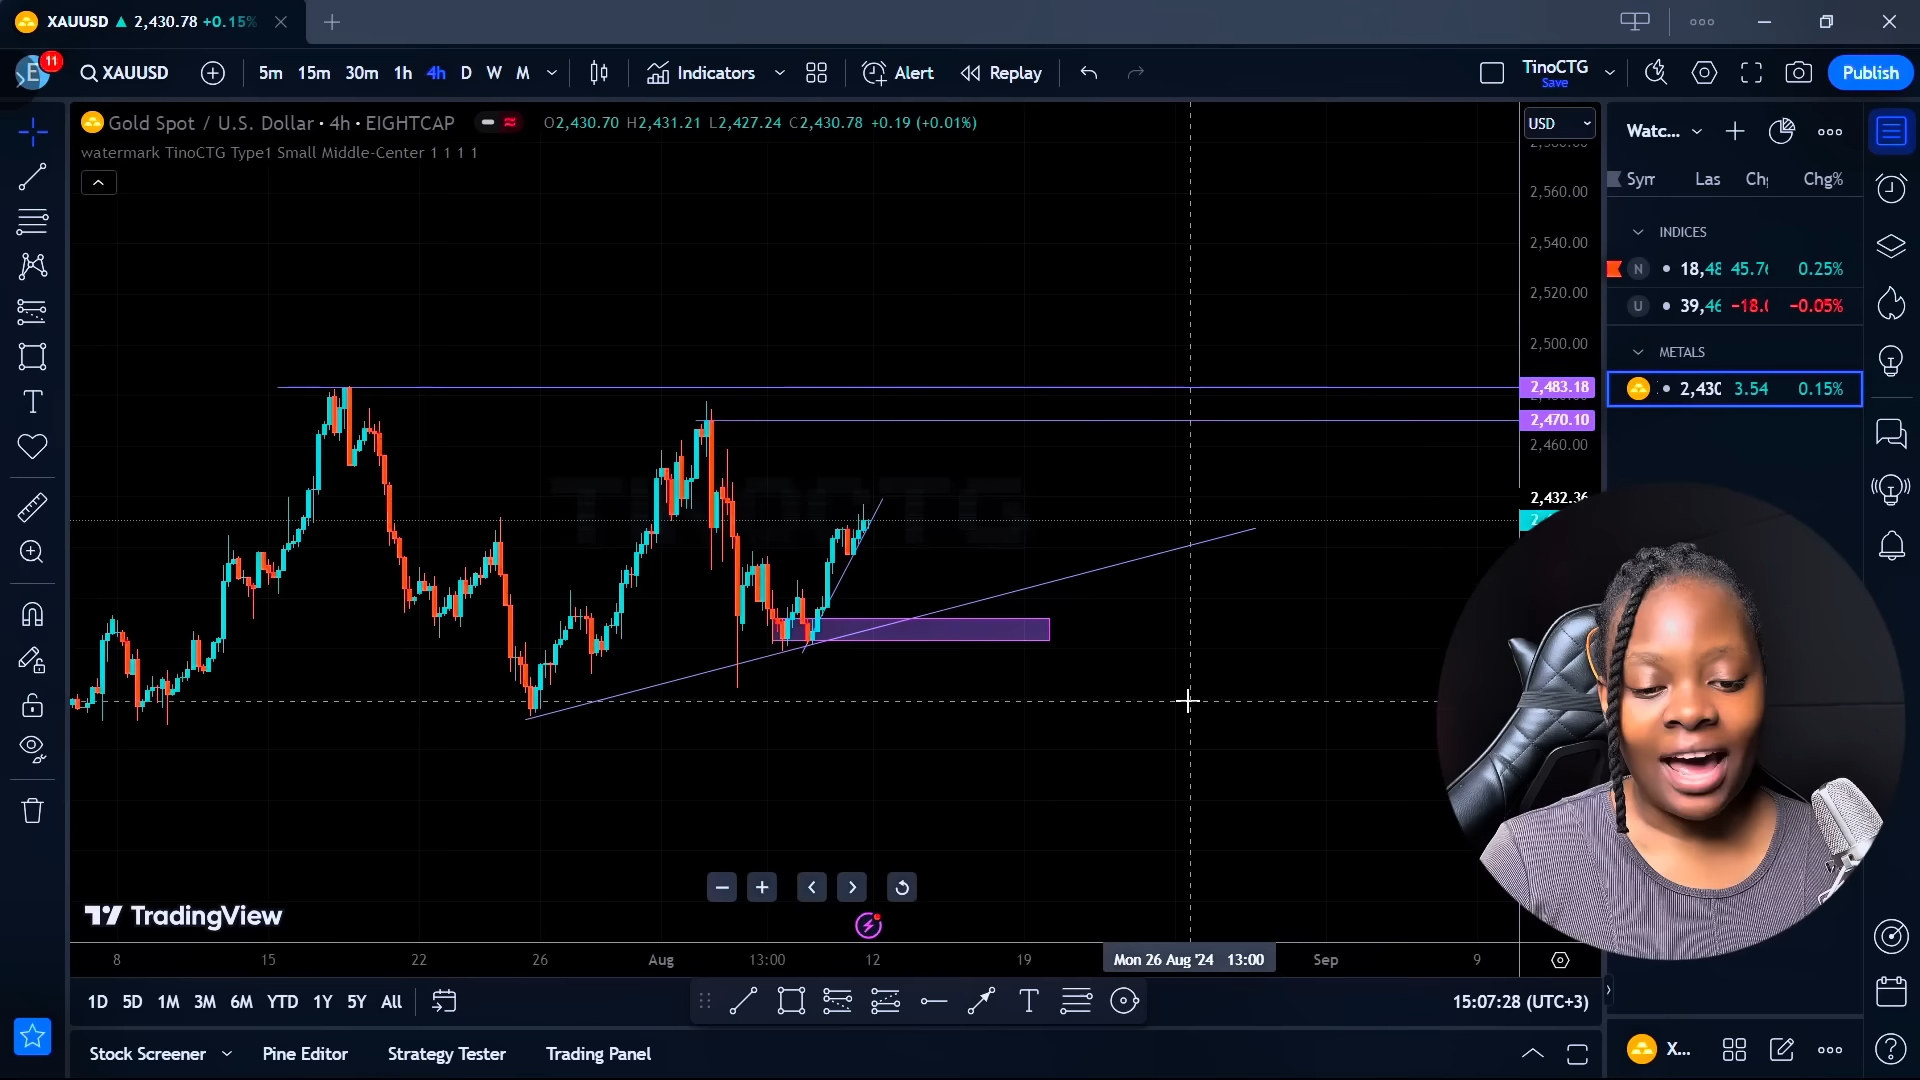 XAUUSD ▲ 2,430.78 +0.15%
11
E
XAUUSD
5m 15m 30m 1h 4h D W M
Indicators
Alert
Replay
TinoCTG
Save
Publish
Gold Spot / U.S. Dollar · 4h · EIGHTCAP
O2,430.70 H2,431.21 L2,427.24 C2,430.78 +0.19 (+0.01%)
watermark TinoCTG Type1 Small Middle-Center 1 1 1 1
USD
2,560.00
2,540.00
2,520.00
2,500.00
2,483.18
2,470.10
2,460.00
2,432.36
TINOCTG
Watc...
Sym Las Chg Chg%
INDICES
N 18,48 45.76 0.25%
U 39,46 −18.0 −0.05%
METALS
2,430 3.54 0.15%
TradingView
8 15 22 26 Aug 13:00 12 19 Mon 26 Aug '24 13:00 Sep 9
1D 5D 1M 3M 6M YTD 1Y 5Y All
15:07:28 (UTC+3)
Stock Screener Pine Editor Strategy Tester Trading Panel
X...